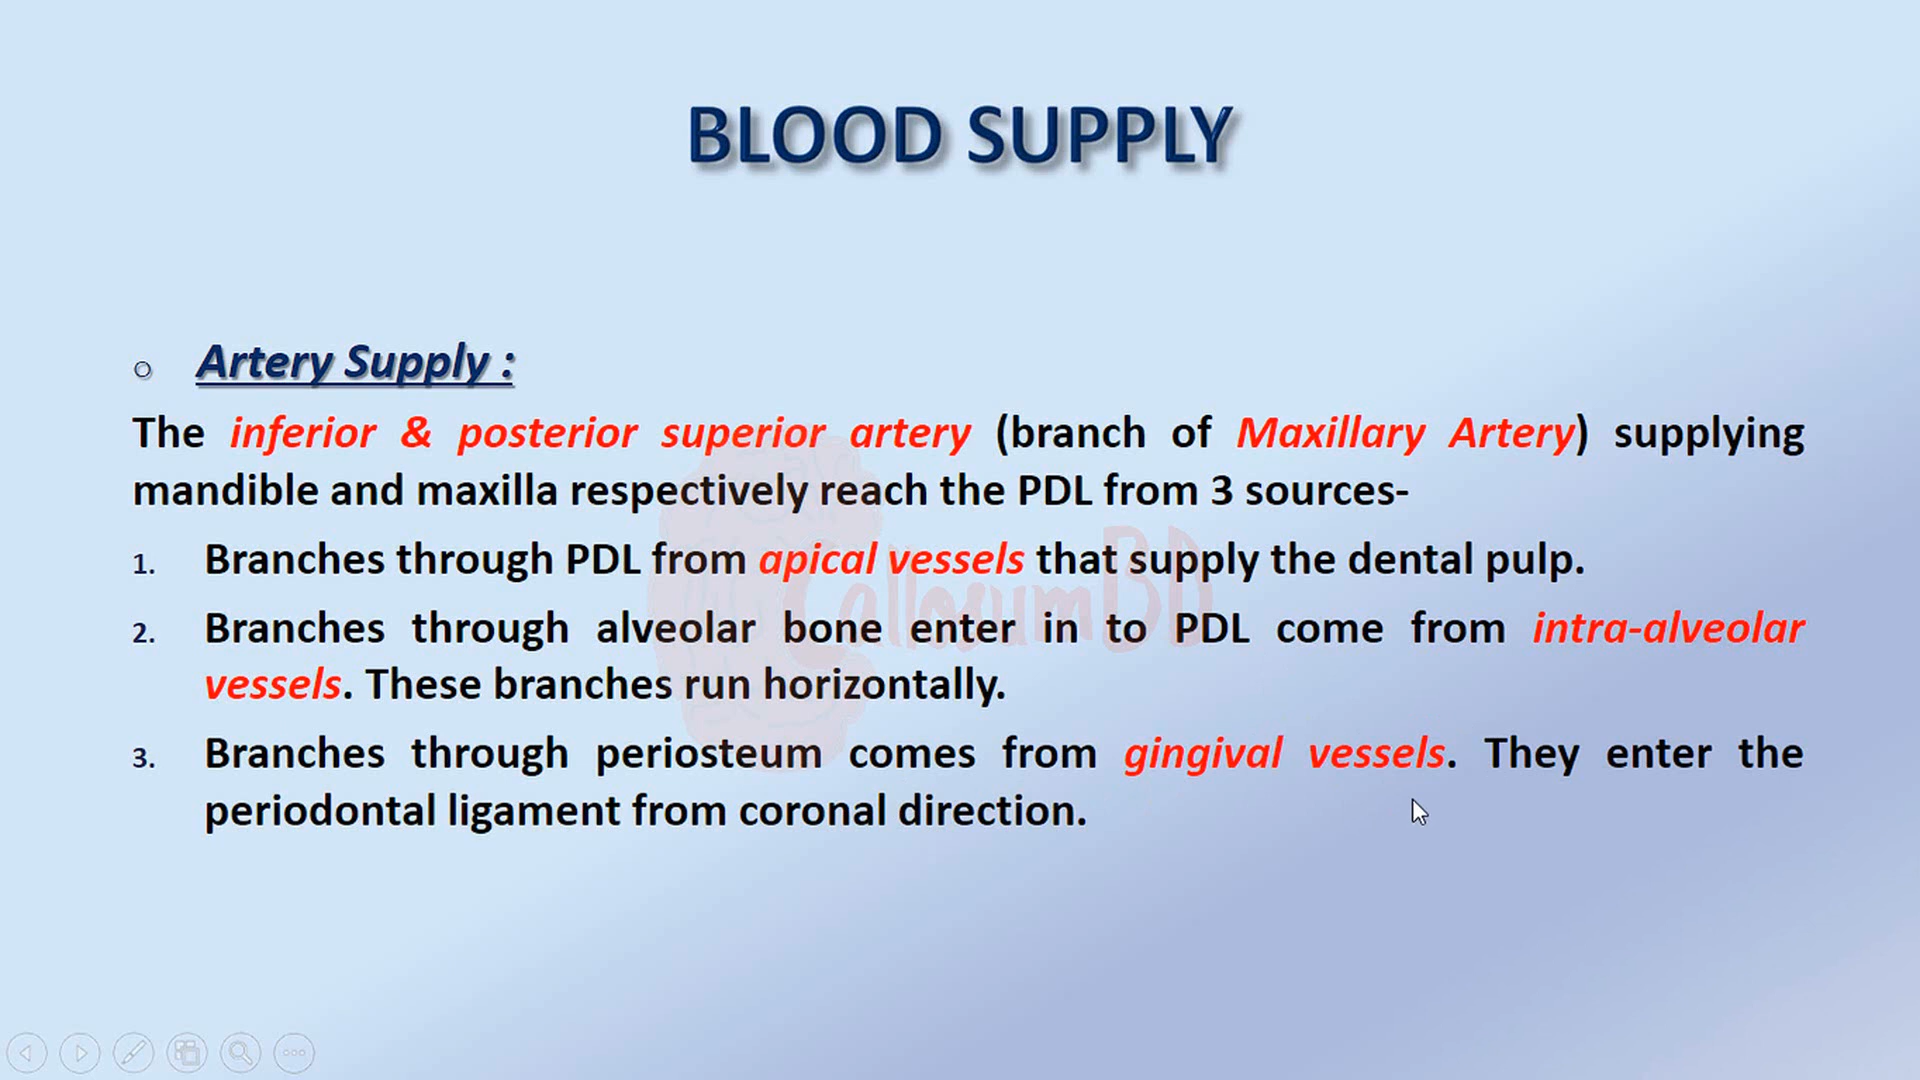 BLOOD SUPPLY
Artery Supply :
The inferior & posterior superior artery (branch of Maxillary Artery) supplying
mandible and maxilla respectively reach the PDL from 3 sources-
1. Branches through PDL from apical vessels that supply the dental pulp.
2. Branches through alveolar bone enter in to PDL come from intra-alveolar
vessels. These branches run horizontally.
3. Branches through periosteum comes from gingival vessels. They enter the
periodontal ligament from coronal direction.
CallosumBD